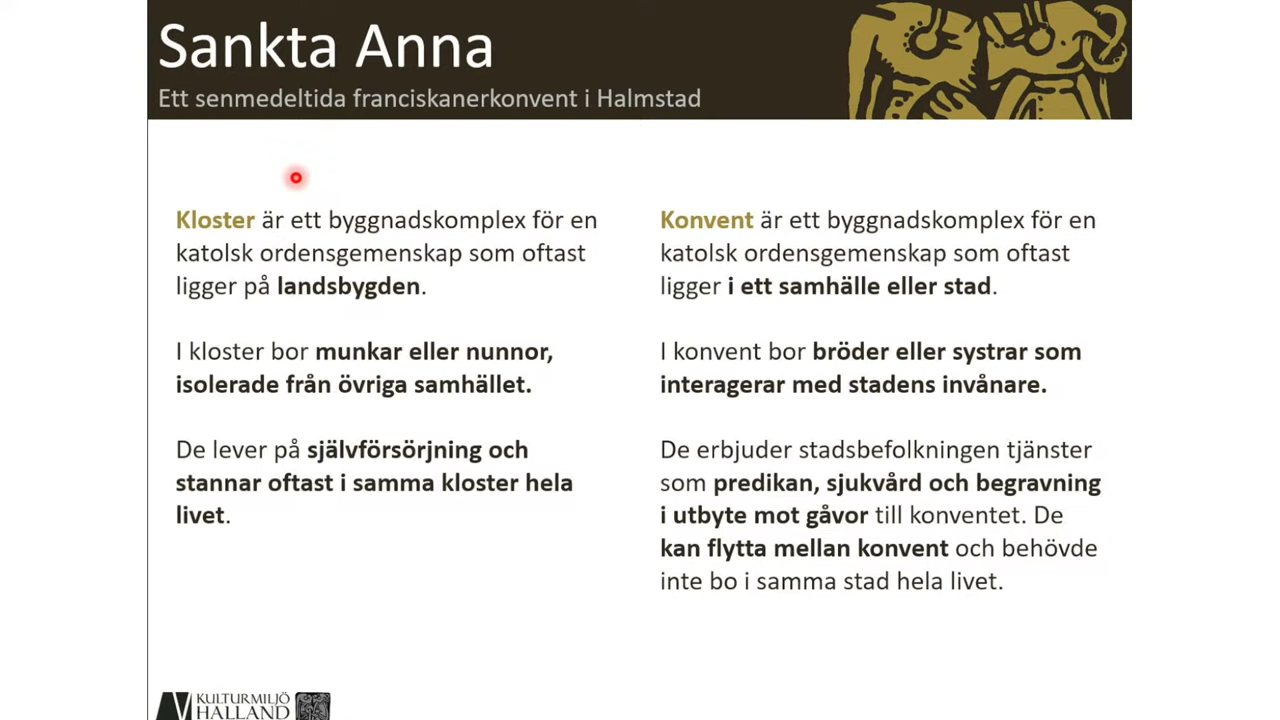 Sankta Anna
Ett senmedeltida franciskanerkonvent i Halmstad
Kloster är ett byggnadskomplex för en
katolsk ordensgemenskap som oftast
ligger på landsbygden.
I kloster bor munkar eller nunnor,
isolerade från övriga samhället.
De lever på självförsörjning och
stannar oftast i samma kloster hela
livet.
Konvent är ett byggnadskomplex för en
katolsk ordensgemenskap som oftast
ligger i ett samhälle eller stad.
I konvent bor bröder eller systrar som
interagerar med stadens invånare.
De erbjuder stadsbefolkningen tjänster
som predikan, sjukvård och begravning
i utbyte mot gåvor till konventet. De
kan flytta mellan konvent och behövde
inte bo i samma stad hela livet.
KULTURMILJÖ
HALLAND